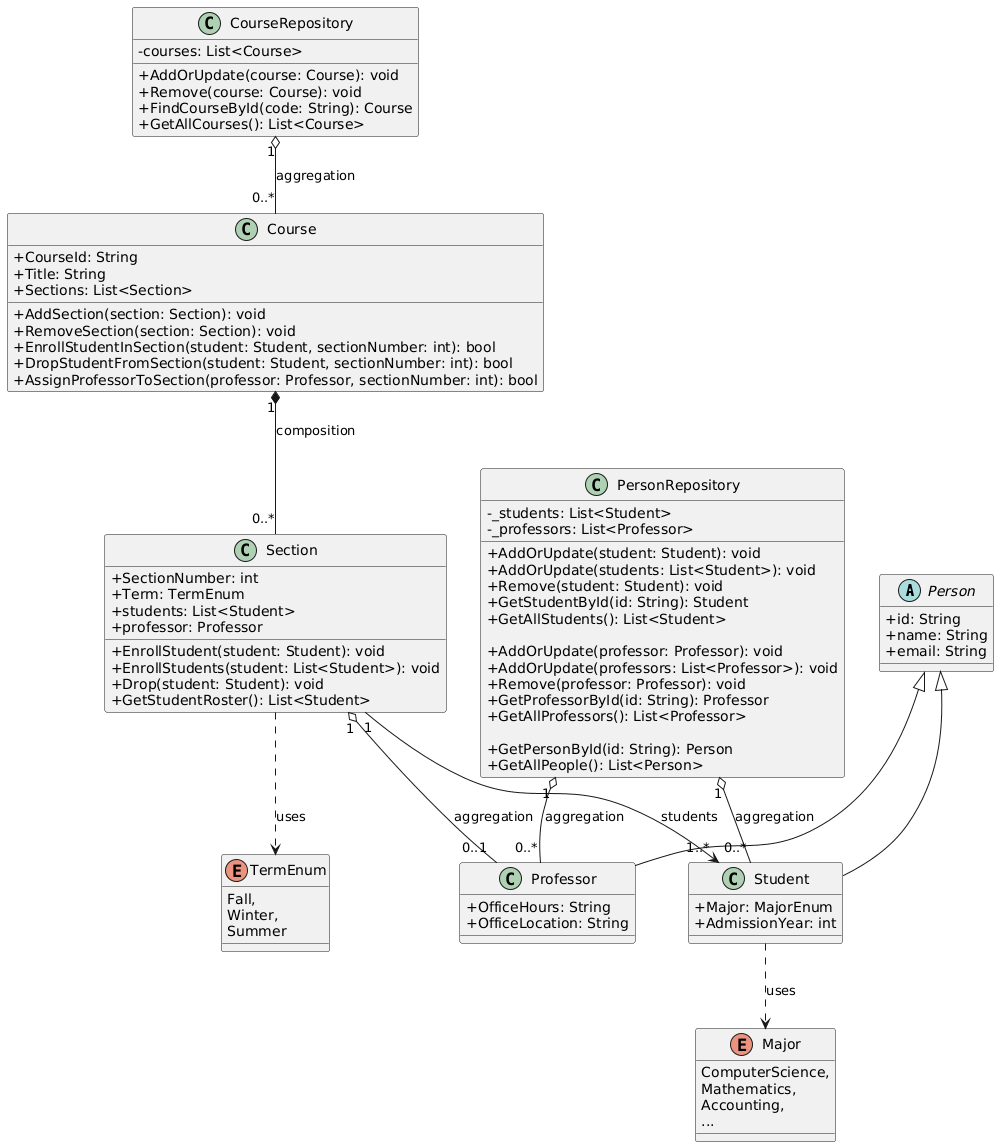 C CourseRepository
-courses: List<Course>
+AddOrUpdate(course: Course): void
+Remove(course: Course): void
+FindCourseById(code: String): Course
+GetAllCourses(): List<Course>
1
aggregation
0..*
C Course
+CourseId: String
+Title: String
+Sections: List<Section>
+AddSection(section: Section): void
+RemoveSection(section: Section): void
+EnrollStudentInSection(student: Student, sectionNumber: int): bool
+DropStudentFromSection(student: Student, sectionNumber: int): bool
+AssignProfessorToSection(professor: Professor, sectionNumber: int): bool
1
composition
0..*
C Section
+SectionNumber: int
+Term: TermEnum
+students: List<Student>
+professor: Professor
+EnrollStudent(student: Student): void
+EnrollStudents(student: List<Student>): void
+Drop(student: Student): void
+GetStudentRoster(): List<Student>
C PersonRepository
-_students: List<Student>
-_professors: List<Professor>
+AddOrUpdate(student: Student): void
+AddOrUpdate(students: List<Student>): void
+Remove(student: Student): void
+GetStudentById(id: String): Student
+GetAllStudents(): List<Student>
+AddOrUpdate(professor: Professor): void
+AddOrUpdate(professors: List<Professor>): void
+Remove(professor: Professor): void
+GetProfessorById(id: String): Professor
+GetAllProfessors(): List<Professor>
+GetPersonById(id: String): Person
+GetAllPeople(): List<Person>
A Person
+id: String
+name: String
+email: String
1
1
1
1
uses
aggregation
aggregation
students
aggregation
0..1
0..*
1..*
0..*
E TermEnum
Fall,
Winter,
Summer
C Professor
+OfficeHours: String
+OfficeLocation: String
C Student
+Major: MajorEnum
+AdmissionYear: int
uses
E Major
ComputerScience,
Mathematics,
Accounting,
...